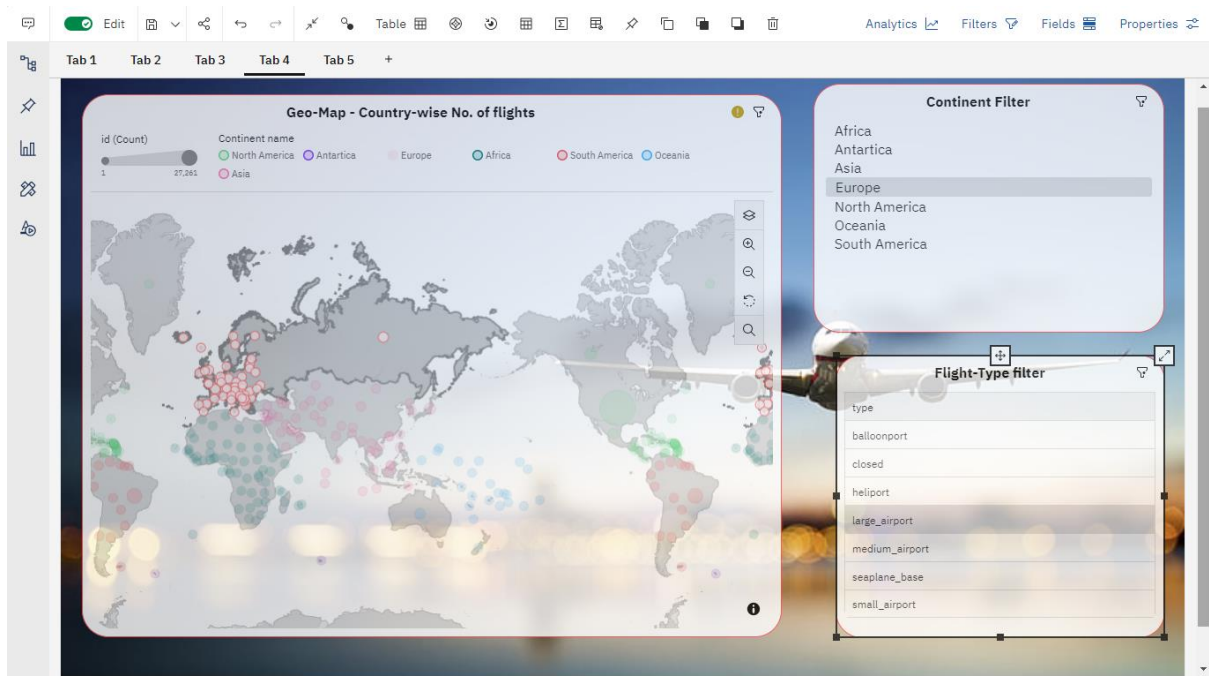 Edit Table Analytics Filters Fields Properties
Tab 1 Tab 2 Tab 3 Tab 4 Tab 5 +
Geo-Map - Country-wise No. of flights
id (Count)
1 27,261
Continent name
North America Antartica Europe Africa South America Oceania
Asia
Continent Filter
Africa
Antartica
Asia
Europe
North America
Oceania
South America
Flight-Type filter
type
balloonport
closed
heliport
large_airport
medium_airport
seaplane_base
small_airport